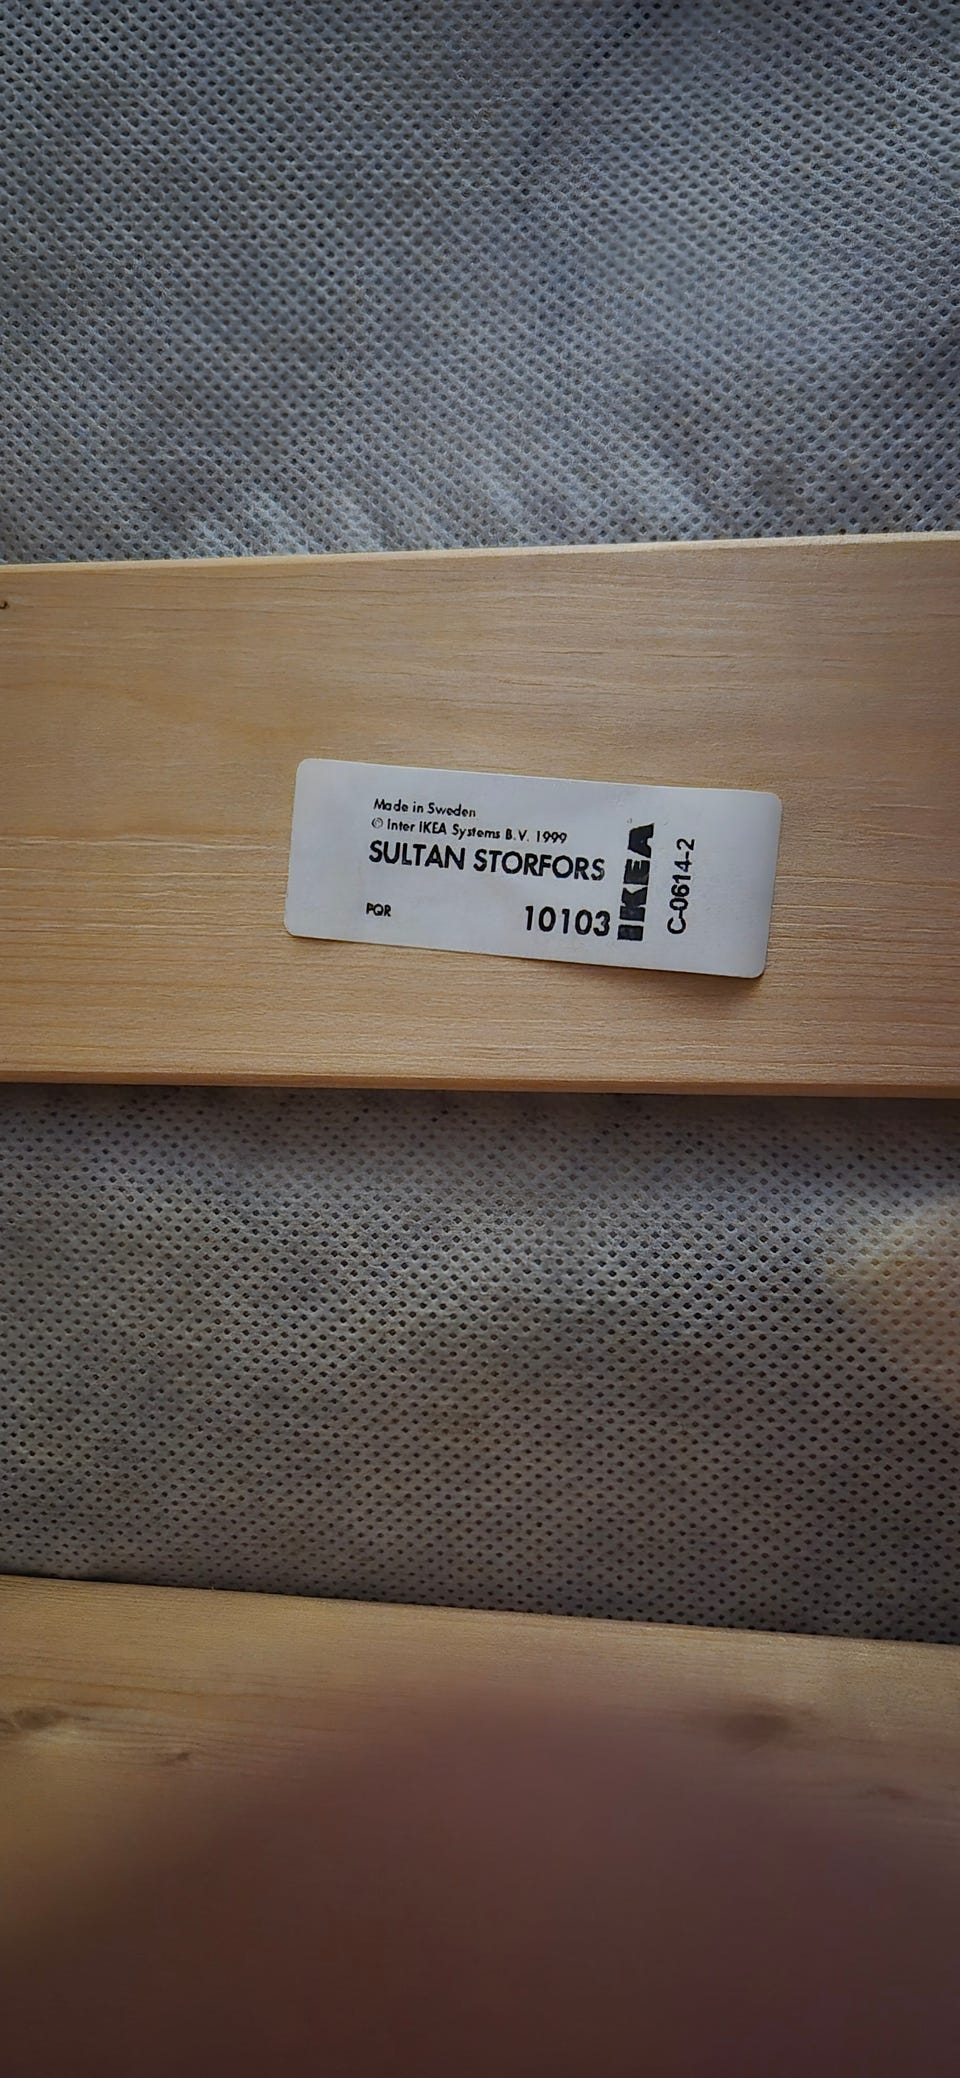 Made in Sweden
© Inter IKEA Systems B.V. 1999
SULTAN STORFORS
PQR
10103
IKEA
C-0614-2